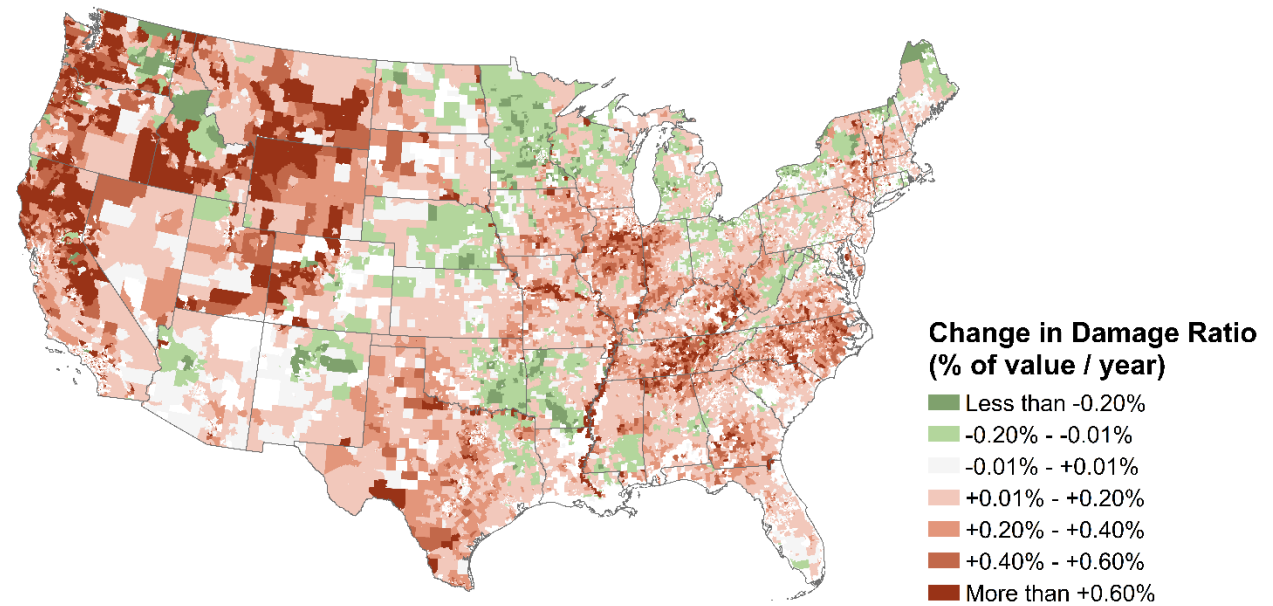 Change in Damage Ratio
(% of value / year)
Less than -0.20%
-0.20% - -0.01%
-0.01% - +0.01%
+0.01% - +0.20%
+0.20% - +0.40%
+0.40% - +0.60%
More than +0.60%